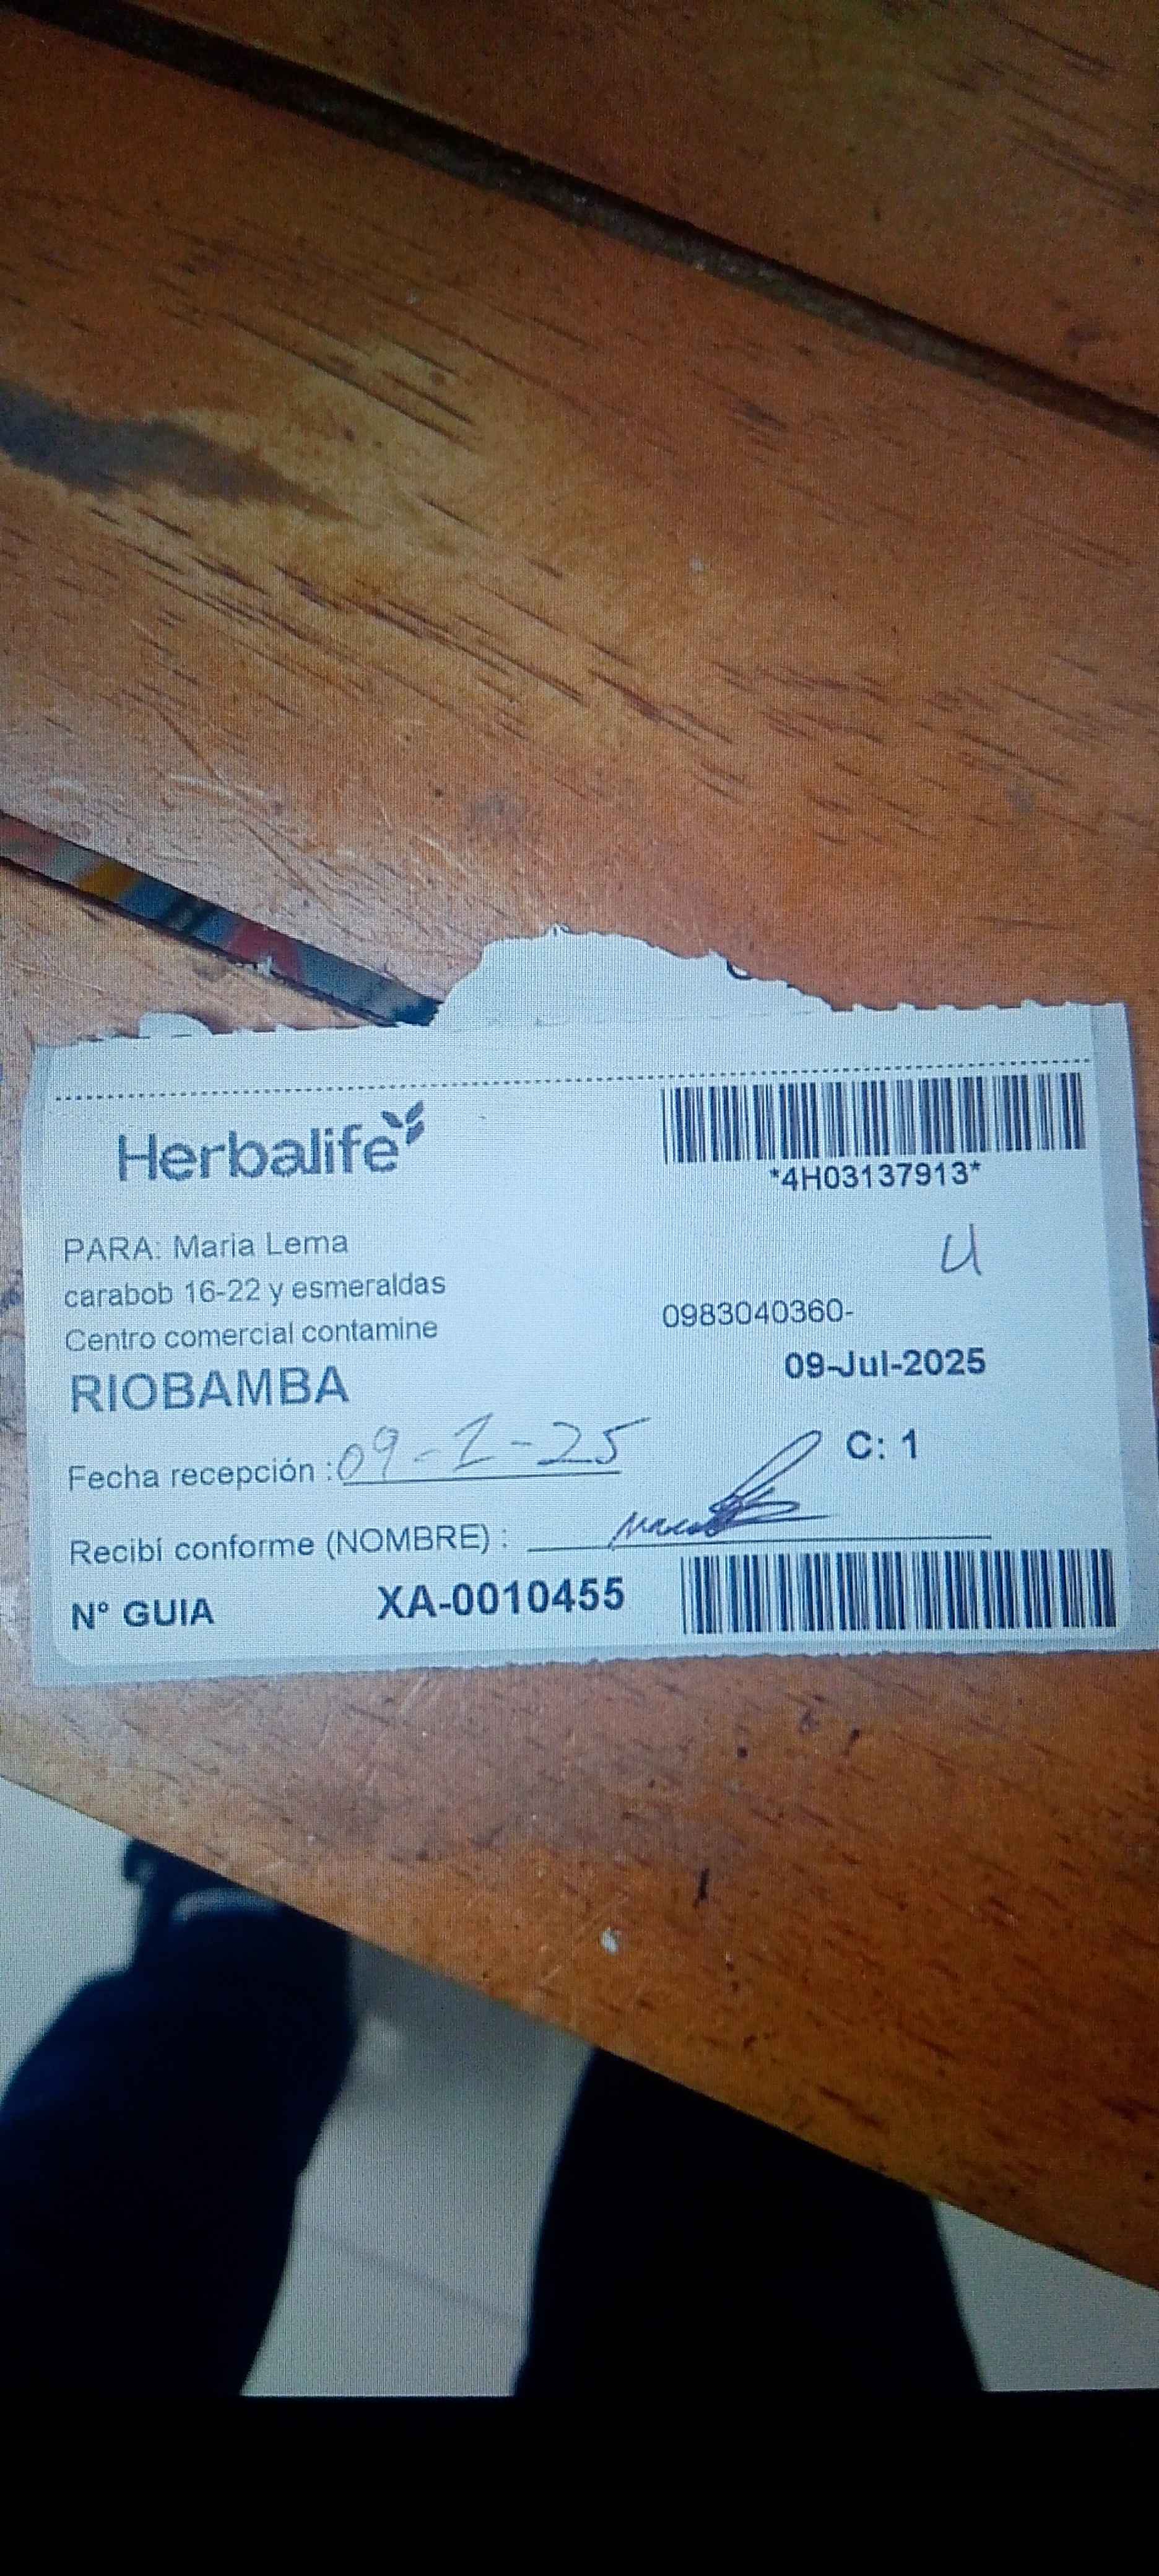 Herbalife
*4H03137913*
PARA: Maria Lema
U
carabob 16-22 y esmeraldas
0983040360-
Centro comercial contamine
09-Jul-2025
RIOBAMBA
C: 1
Fecha recepción : 09-7-25
Recibí conforme (NOMBRE) :
Nº GUIA XA-0010455